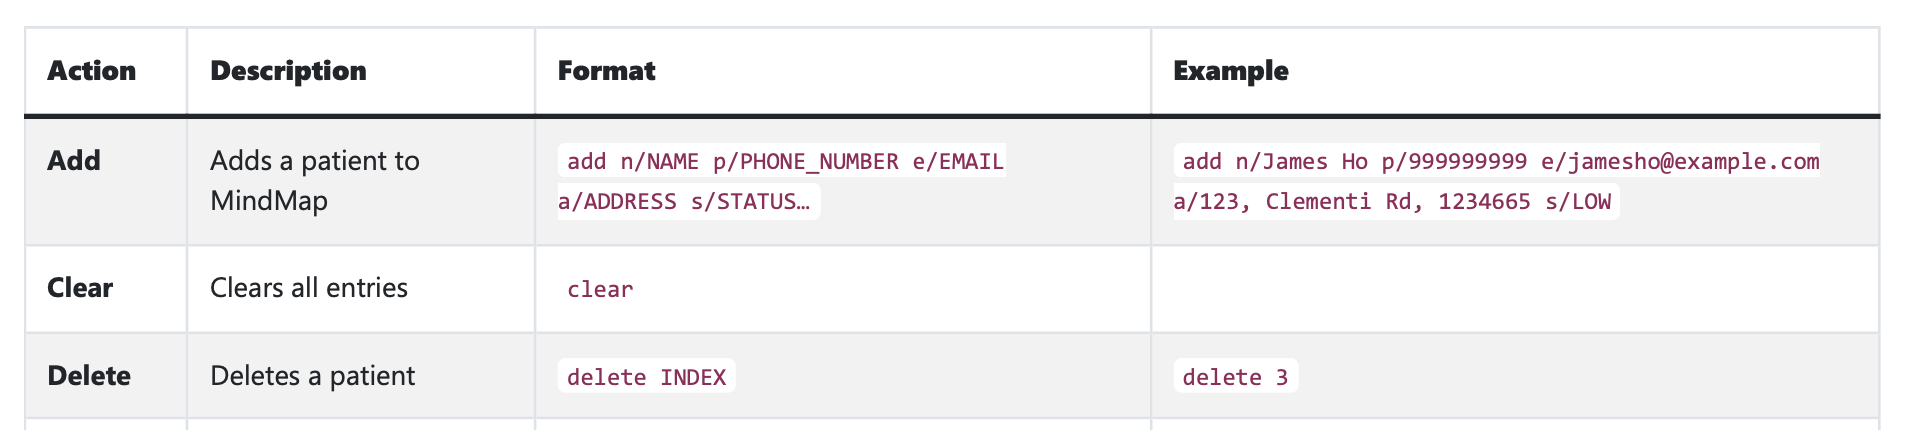 Action Description Format Example
Add Adds a patient to add n/NAME p/PHONE_NUMBER e/EMAIL add n/James Ho p/999999999 e/jamesho@example.com
MindMap a/ADDRESS s/STATUS… a/123, Clementi Rd, 1234665 s/LOW
Clear Clears all entries clear
Delete Deletes a patient delete INDEX delete 3